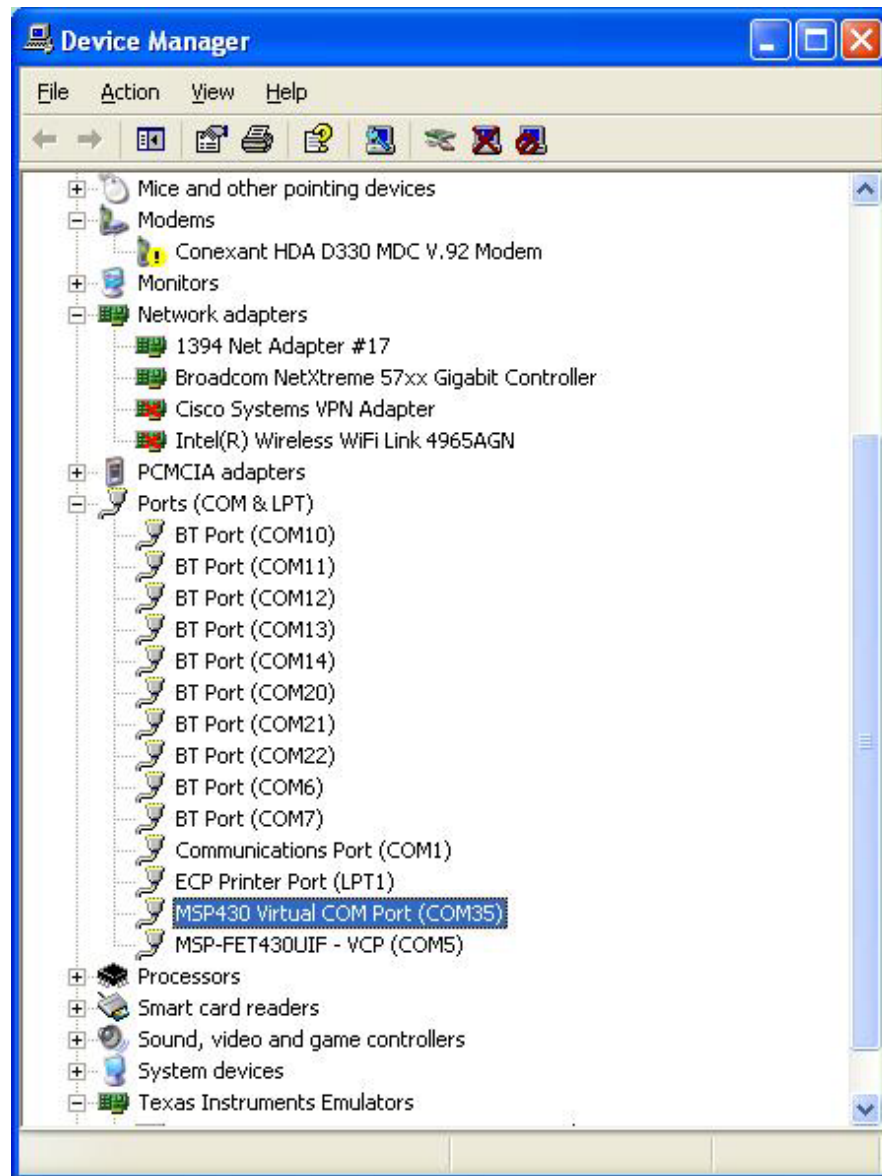 Device Manager
File Action View Help
Mice and other pointing devices
Modems
Conexant HDA D330 MDC V.92 Modem
Monitors
Network adapters
1394 Net Adapter #17
Broadcom NetXtreme 57xx Gigabit Controller
Cisco Systems VPN Adapter
Intel(R) Wireless WiFi Link 4965AGN
PCMCIA adapters
Ports (COM & LPT)
BT Port (COM10)
BT Port (COM11)
BT Port (COM12)
BT Port (COM13)
BT Port (COM14)
BT Port (COM20)
BT Port (COM21)
BT Port (COM22)
BT Port (COM6)
BT Port (COM7)
Communications Port (COM1)
ECP Printer Port (LPT1)
MSP430 Virtual COM Port (COM35)
MSP-FET430UIF - VCP (COM5)
Processors
Smart card readers
Sound, video and game controllers
System devices
Texas Instruments Emulators